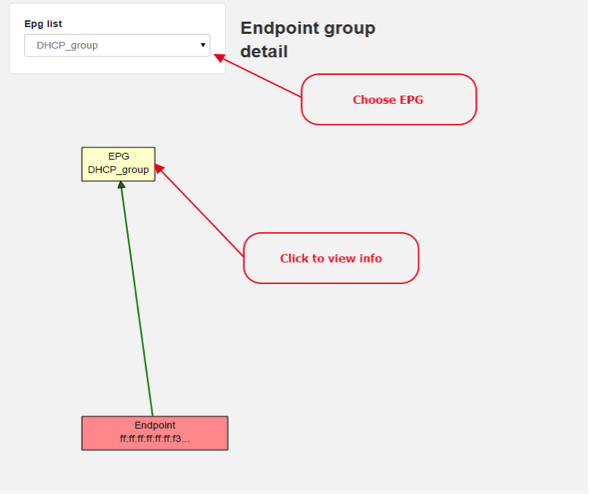 Epg list
DHCP_group
Endpoint group
detail
Choose EPG
EPG
DHCP_group
Click to view info
Endpoint
ff:ff:ff:ff:ff:ff:f3...